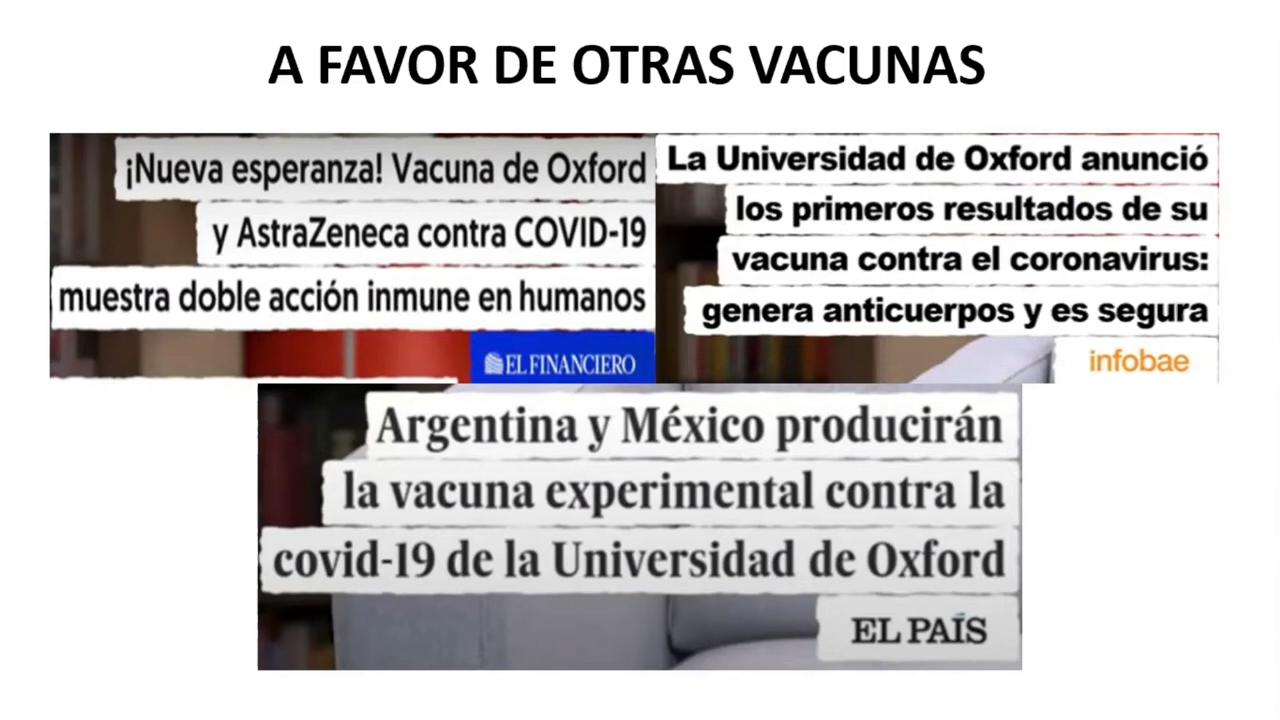 A FAVOR DE OTRAS VACUNAS
¡Nueva esperanza! Vacuna de Oxford
y AstraZeneca contra COVID-19
muestra doble acción inmune en humanos
EL FINANCIERO
La Universidad de Oxford anunció
los primeros resultados de su
vacuna contra el coronavirus:
genera anticuerpos y es segura
infobae
Argentina y México producirán
la vacuna experimental contra la
covid-19 de la Universidad de Oxford
EL PAÍS